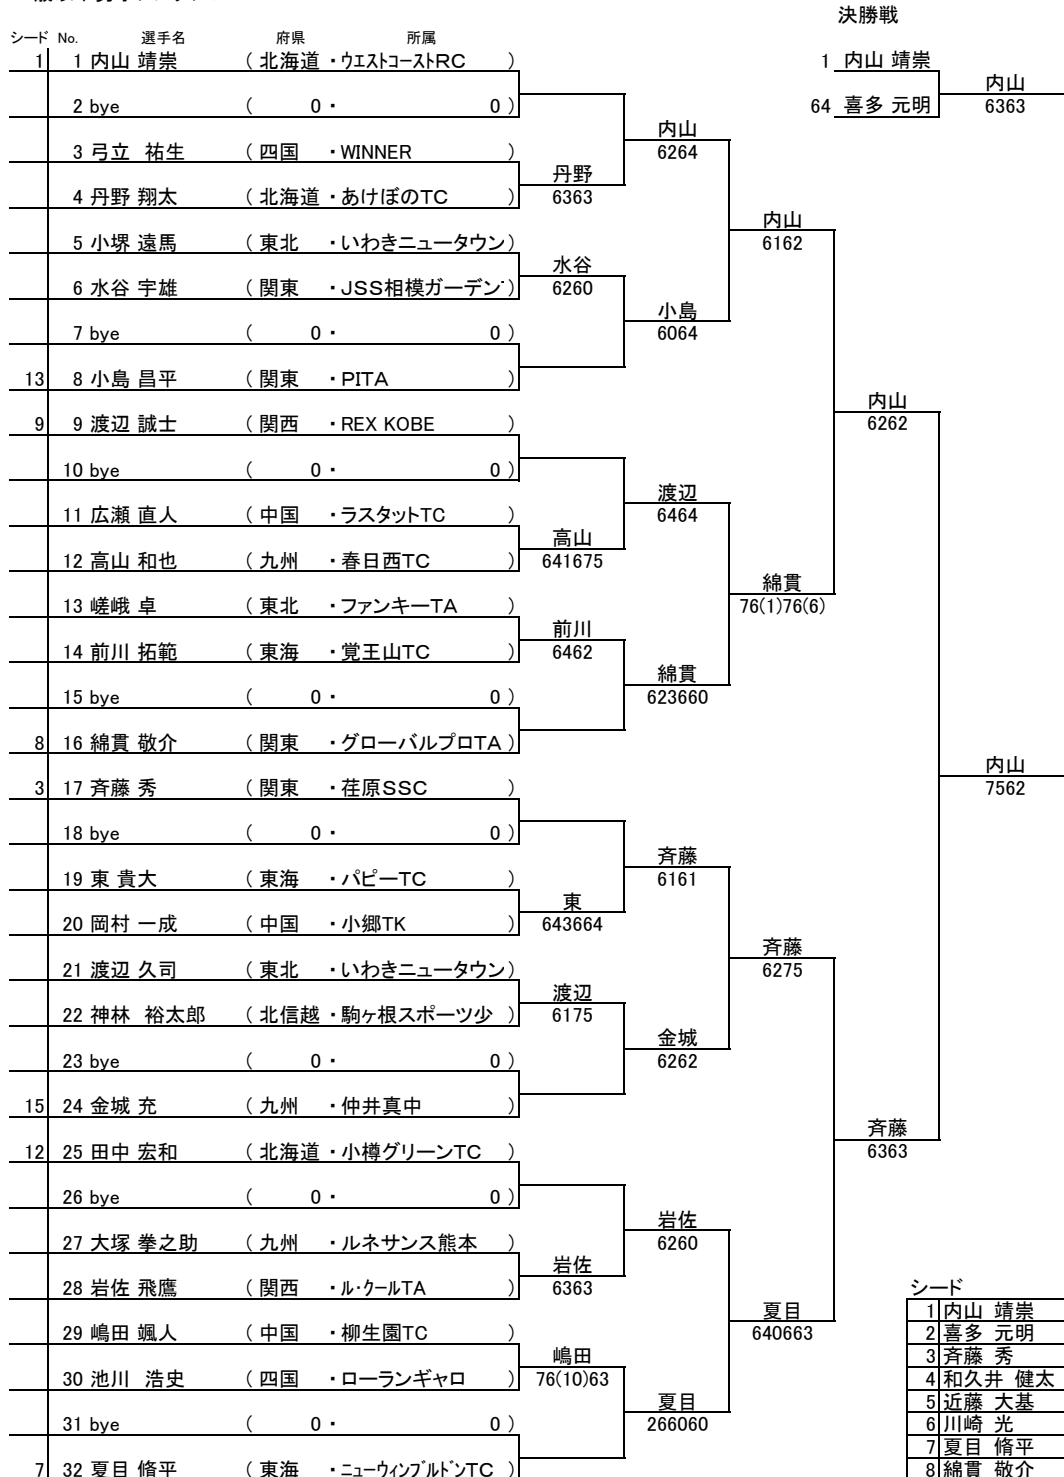 決勝戦
シード No. 選手名 府県 所属
1 1 内山 靖崇 ( 北海道 ・ウエストコーストRC )
1 内山 靖崇
内山
2 bye ( 0 ・ 0 )
64 喜多 元明
6363
内山
6264
3 弓立 祐生 ( 四国 ・WINNER )
丹野
4 丹野 翔太 ( 北海道 ・あけぼのTC )
6363
内山
6162
5 小堺 遠馬 ( 東北 ・いわきニュータウン )
水谷
6 水谷 宇雄 ( 関東 ・JSS相模ガーデン )
6260
小島
6064
7 bye ( 0 ・ 0 )
13 8 小島 昌平 ( 関東 ・PITA )
内山
6262
9 9 渡辺 誠士 ( 関西 ・REX KOBE )
10 bye ( 0 ・ 0 )
渡辺
6464
11 広瀬 直人 ( 中国 ・ラスタットTC )
高山
12 高山 和也 ( 九州 ・春日西TC )
641675
綿貫
76(1)76(6)
13 嵯峨 卓 ( 東北 ・ファンキーTA )
前川
14 前川 拓範 ( 東海 ・覚王山TC )
6462
綿貫
623660
15 bye ( 0 ・ 0 )
8 16 綿貫 敬介 ( 関東 ・グローバルプロTA )
内山
7562
3 17 斉藤 秀 ( 関東 ・荏原SSC )
18 bye ( 0 ・ 0 )
斉藤
6161
19 東 貴大 ( 東海 ・パピーTC )
東
20 岡村 一成 ( 中国 ・小郷TK )
643664
斉藤
6275
21 渡辺 久司 ( 東北 ・いわきニュータウン )
渡辺
22 神林 裕太郎 ( 北信越 ・駒ヶ根スポーツ少 )
6175
金城
6262
23 bye ( 0 ・ 0 )
15 24 金城 充 ( 九州 ・仲井真中 )
斉藤
6363
12 25 田中 宏和 ( 北海道 ・小樽グリーンTC )
26 bye ( 0 ・ 0 )
岩佐
6260
27 大塚 拳之助 ( 九州 ・ルネサンス熊本 )
岩佐
28 岩佐 飛鷹 ( 関西 ・ル・クールTA )
6363
夏目
640663
29 嶋田 颯人 ( 中国 ・柳生園TC )
嶋田
30 池川 浩史 ( 四国 ・ローランギャロ )
76(10)63
夏目
266060
31 bye ( 0 ・ 0 )
7 32 夏目 脩平 ( 東海 ・ニューウィンブルドンTC )
シード
1 内山 靖崇
2 喜多 元明
3 斉藤 秀
4 和久井 健太
5 近藤 大基
6 川崎 光
7 夏目 脩平
8 綿貫 敬介